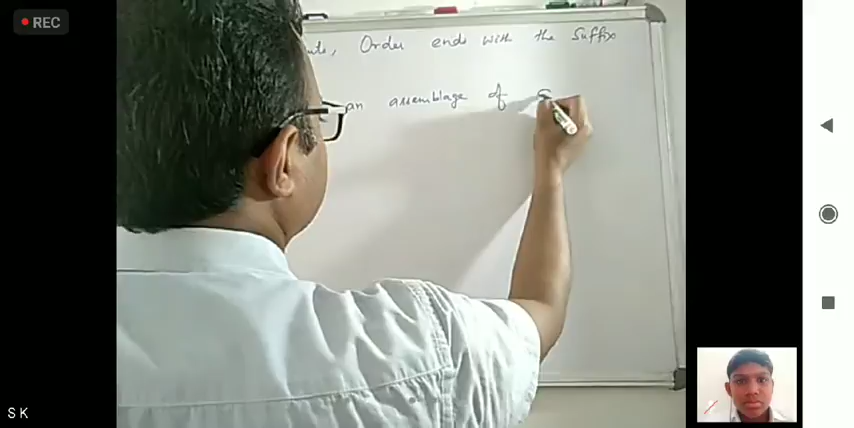 REC
Order ends with the Suffix
an assemblage of
S K